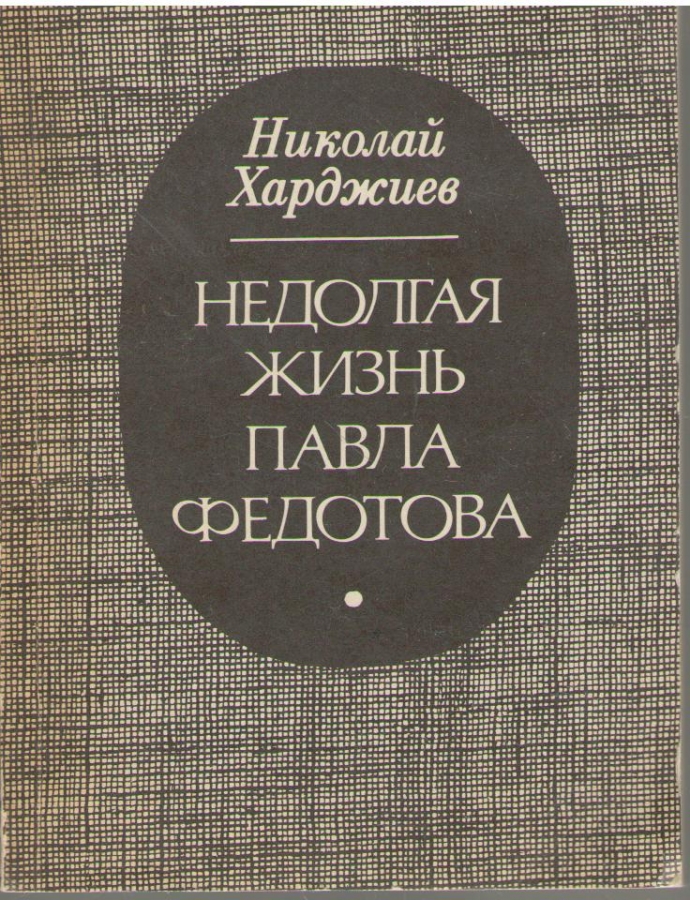 Николай
Харджиев
НЕДОЛГАЯ
ЖИЗНЬ
ПАВЛА
ФЕДОТОВА